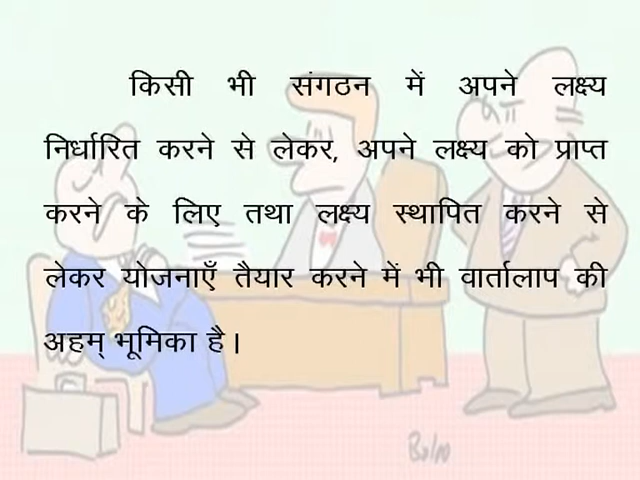 किसी भी संगठन में अपने लक्ष्य
निर्धारित करने से लेकर, अपने लक्ष्य को प्राप्त
करने के लिए तथा लक्ष्य स्थापित करने से
लेकर योजनाएँ तैयार करने में भी वार्तालाप की
अहम् भूमिका है।